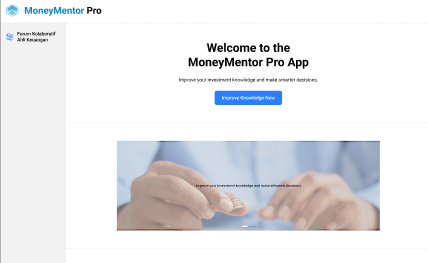 MoneyMentor Pro
Forum Kolaboratif
Ahli Keuangan
Welcome to the
MoneyMentor Pro App
Improve your investment knowledge and make smarter decisions.
Improve Knowledge Now
Improve your investment knowledge and make informed decisions